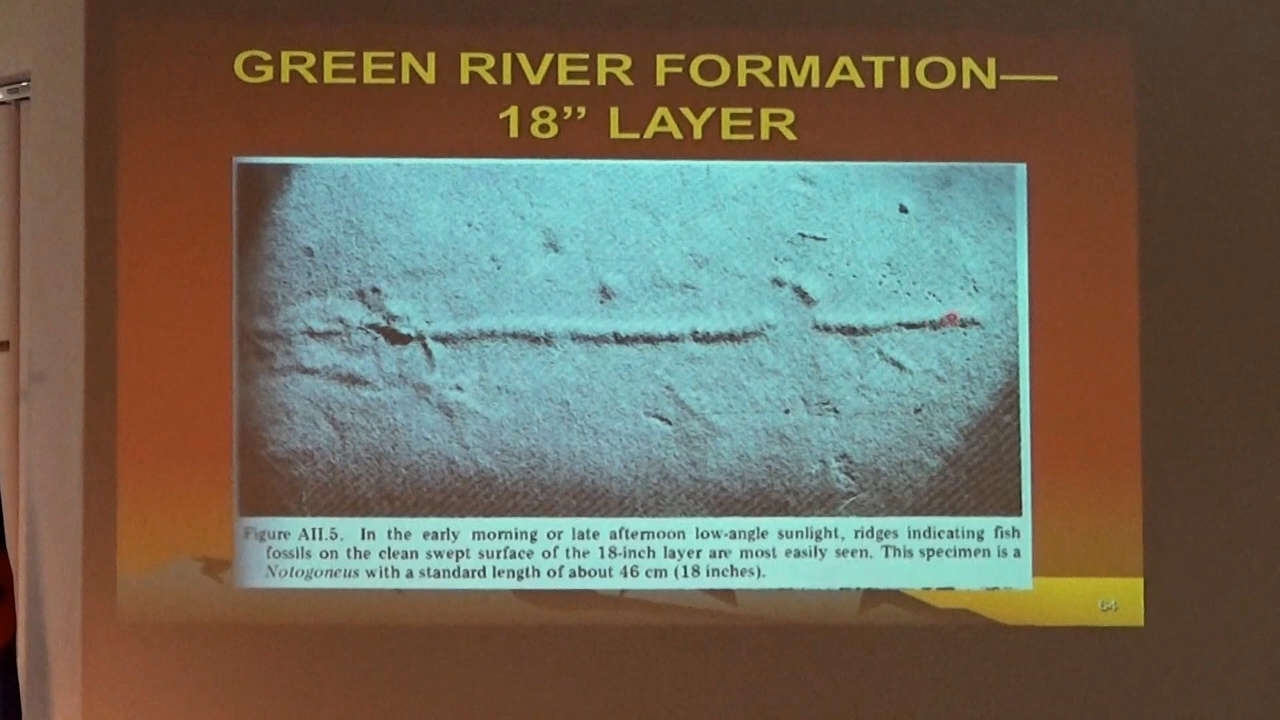 GREEN RIVER FORMATION—
18” LAYER
Figure AII.5. In the early morning or late afternoon low-angle sunlight, ridges indicating fish
fossils on the clean swept surface of the 18-inch layer are most easily seen. This specimen is a
Notogoneus with a standard length of about 46 cm (18 inches).
64